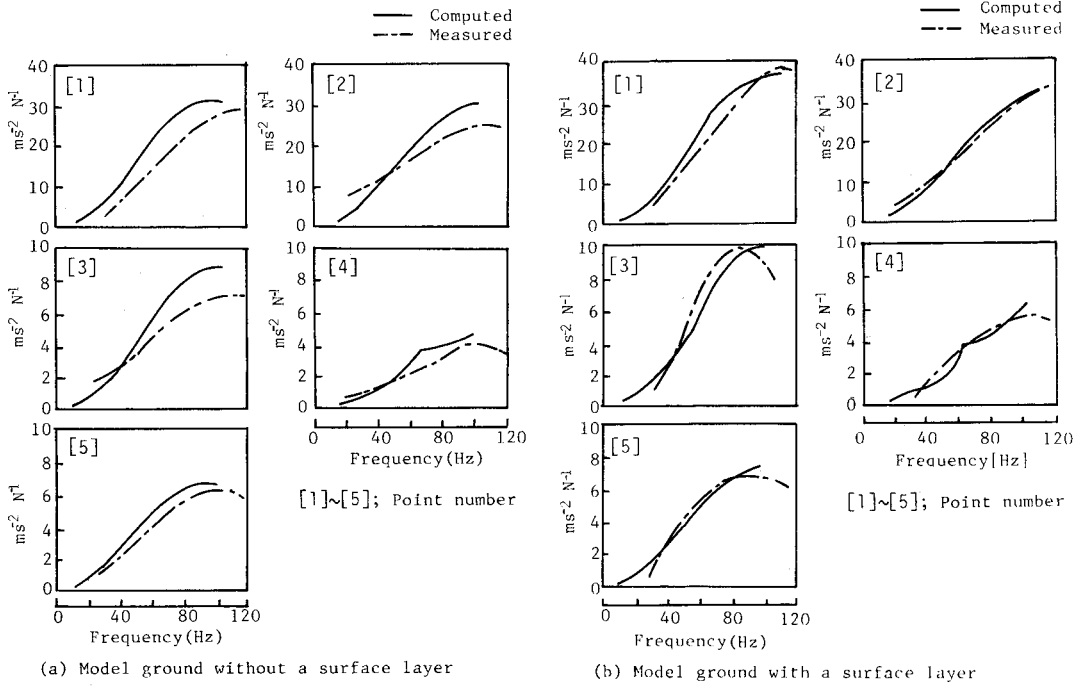 Computed
Measured
Computed
Measured
40
30
20
10
0
ms⁻² N⁻¹
[1]
40
30
20
10
0
ms⁻² N⁻¹
[2]
10
8
6
4
2
0
ms⁻² N⁻¹
[3]
10
8
6
4
2
0
ms⁻² N⁻¹
[4]
0 40 80 120
Frequency(Hz)
10
8
6
4
2
0
ms⁻² N⁻¹
[5]
0 40 80 120
Frequency(Hz)
[1]~[5]; Point number
(a) Model ground without a surface layer
40
30
20
10
0
ms⁻² N⁻¹
[1]
40
30
20
10
0
ms⁻² N⁻¹
[2]
10
8
6
4
2
0
ms⁻² N⁻¹
[3]
10
8
6
4
2
0
ms⁻² N⁻¹
[4]
0 40 80 120
Frequency[Hz}
10
8
6
4
2
0
ms⁻² N⁻¹
[5]
0 40 80 120
Frequency(Hz)
[1]~[5]; Point number
(b) Model ground with a surface layer